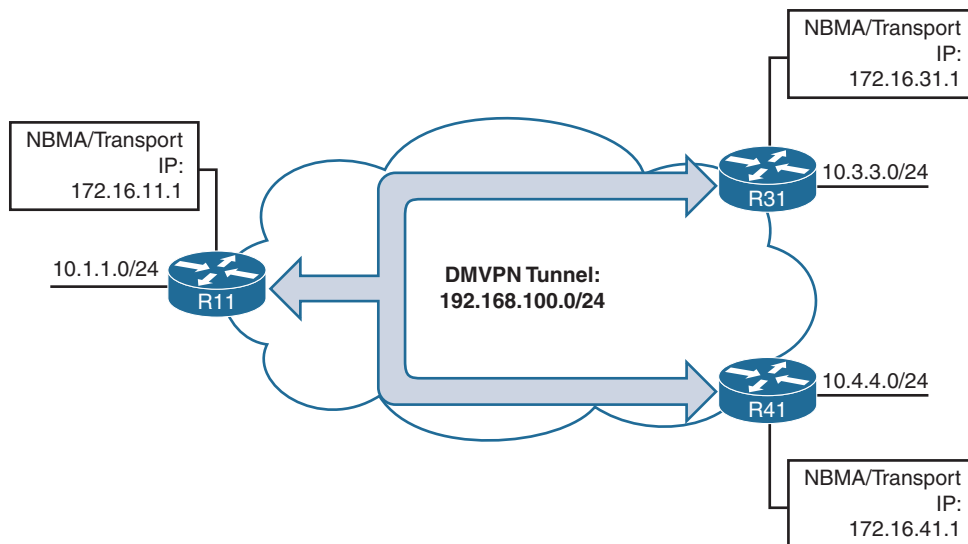 NBMA/Transport
IP:
172.16.31.1
NBMA/Transport
IP:
172.16.11.1
10.3.3.0/24
R31
10.1.1.0/24
R11
DMVPN Tunnel:
192.168.100.0/24
10.4.4.0/24
R41
NBMA/Transport
IP:
172.16.41.1